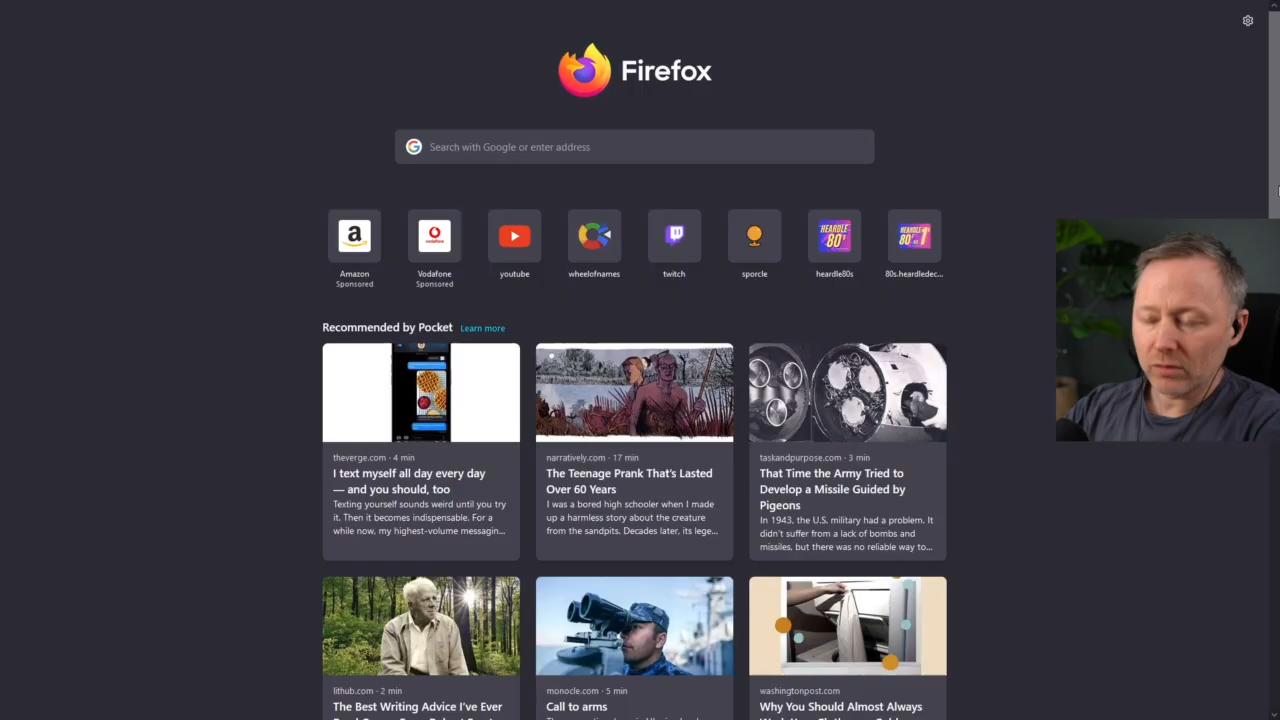 Firefox
Search with Google or enter address
a
vodafone
HEARDLE
80's
HEARDLE
Amazon
Sponsored
Vodafone
Sponsored
youtube
wheelofnames
twitch
sporcle
heardle80s
80s.heardledec...
Recommended by Pocket Learn more
theverge.com · 4 min
I text myself all day every day
— and you should, too
Texting yourself sounds weird until you try
it. Then it becomes indispensable. For a
while now, my highest-volume messagin...
narratively.com · 17 min
The Teenage Prank That's Lasted
Over 60 Years
I was a bored high schooler when I made
up a harmless story about the creature
from the sandpits. Decades later, its lege...
taskandpurpose.com · 3 min
That Time the Army Tried to
Develop a Missile Guided by
Pigeons
In 1943, the U.S. military had a problem. It
didn't suffer from a lack of bombs and
missiles, but there was no reliable way to...
lithub.com · 2 min
The Best Writing Advice I've Ever
monocle.com · 5 min
Call to arms
washingtonpost.com
Why You Should Almost Always